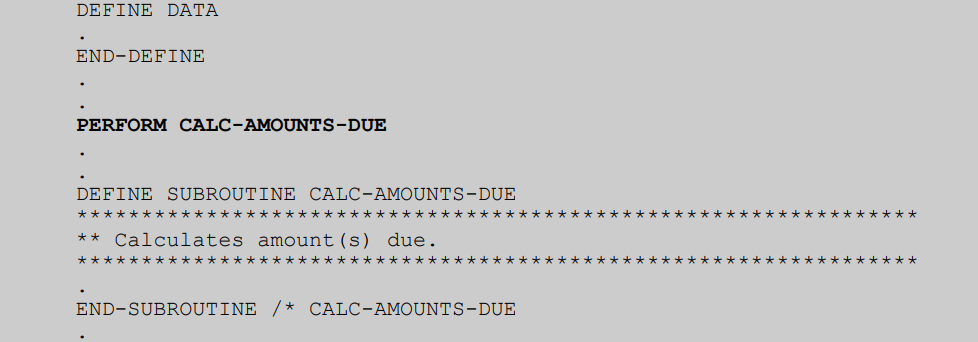 DEFINE DATA
.
END-DEFINE
.
.
PERFORM CALC-AMOUNTS-DUE
.
.
DEFINE SUBROUTINE CALC-AMOUNTS-DUE
*****************************************************************
** Calculates amount(s) due.
*****************************************************************
.
END-SUBROUTINE /* CALC-AMOUNTS-DUE
.